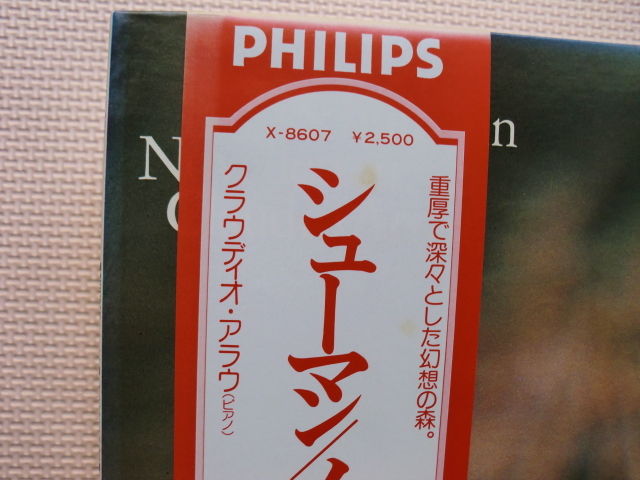 PHILIPS
X-8607 ¥2,500
重厚で深々とした幻想の森。
シューマン/
クラウディオ・アラウ(ピアノ)
N
n